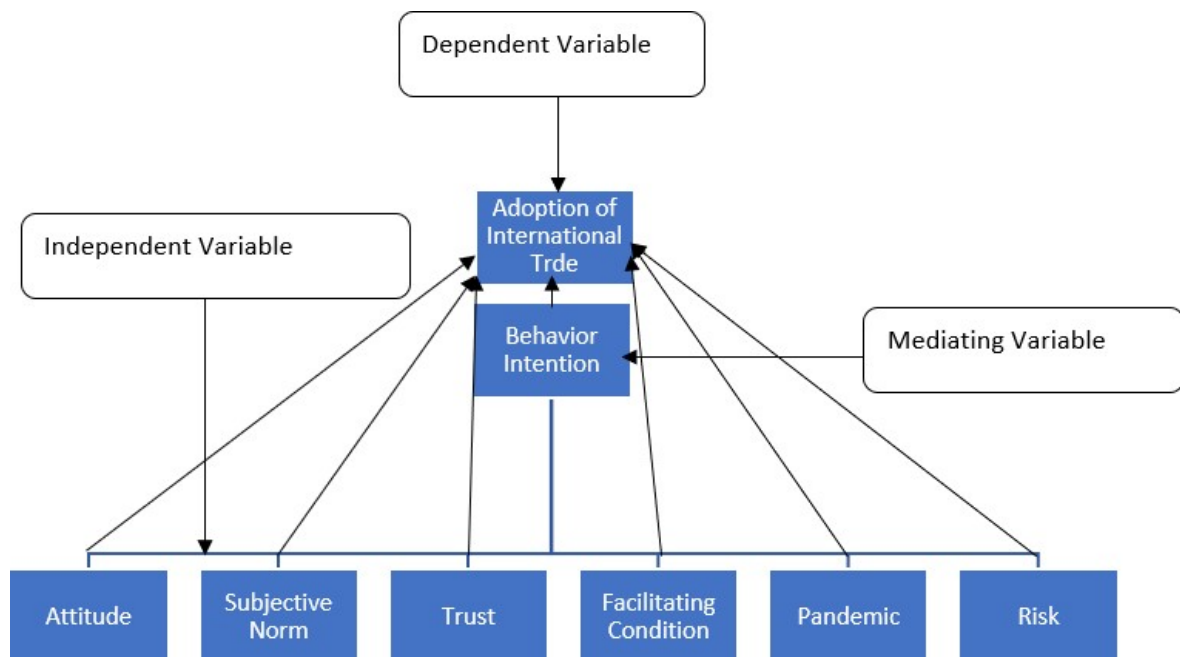 Dependent Variable
Adoption of
International
Trde
Independent Variable
Behavior
Intention
Mediating Variable
Attitude
Subjective
Norm
Trust
Facilitating
Condition
Pandemic
Risk